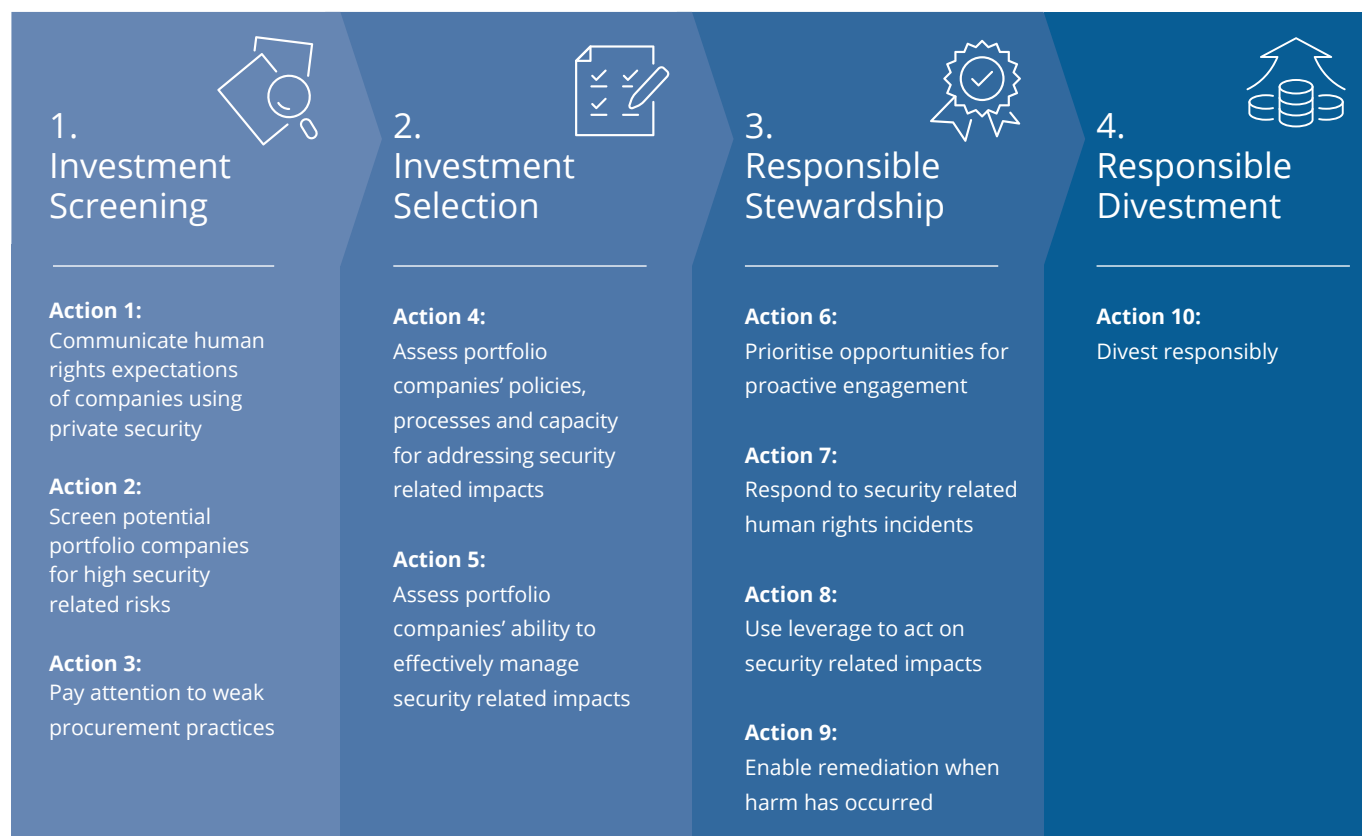 1.
Investment
Screening
Action 1:
Communicate human
rights expectations
of companies using
private security
Action 2:
Screen potential
portfolio companies
for high security
related risks
Action 3:
Pay attention to weak
procurement practices
2.
Investment
Selection
Action 4:
Assess portfolio
companies’ policies,
processes and capacity
for addressing security
related impacts
Action 5:
Assess portfolio
companies’ ability to
effectively manage
security related impacts
3.
Responsible
Stewardship
Action 6:
Prioritise opportunities for
proactive engagement
Action 7:
Respond to security related
human rights incidents
Action 8:
Use leverage to act on
security related impacts
Action 9:
Enable remediation when
harm has occurred
4.
Responsible
Divestment
Action 10:
Divest responsibly